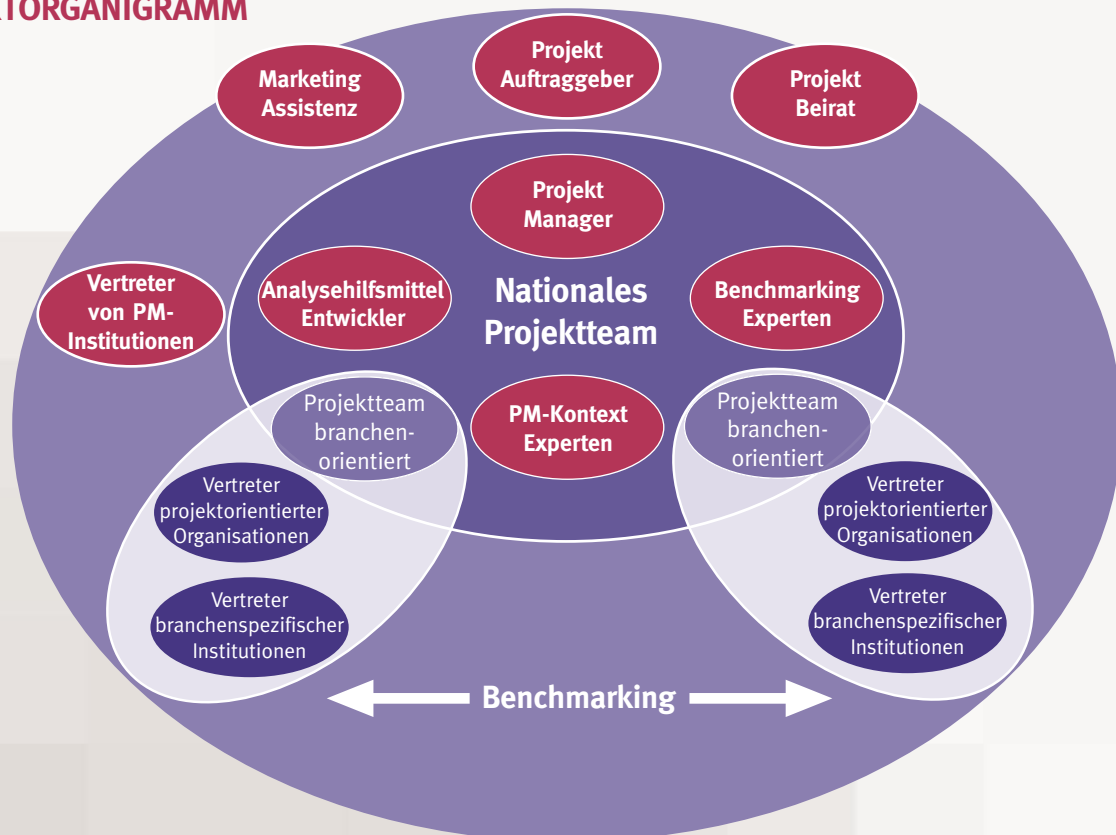 TORGANIGRAMM
Projekt
Auftraggeber
Marketing
Assistenz
Projekt
Beirat
Projekt
Manager
Vertreter
von PM-
Institutionen
Analysehilfsmittel
Entwickler
Nationales
Projektteam
Benchmarking
Experten
Projektteam
branchen-
orientiert
PM-Kontext
Experten
Projektteam
branchen-
orientiert
Vertreter
projektorientierter
Organisationen
Vertreter
projektorientierter
Organisationen
Vertreter
branchenspezifischer
Institutionen
Vertreter
branchenspezifischer
Institutionen
Benchmarking